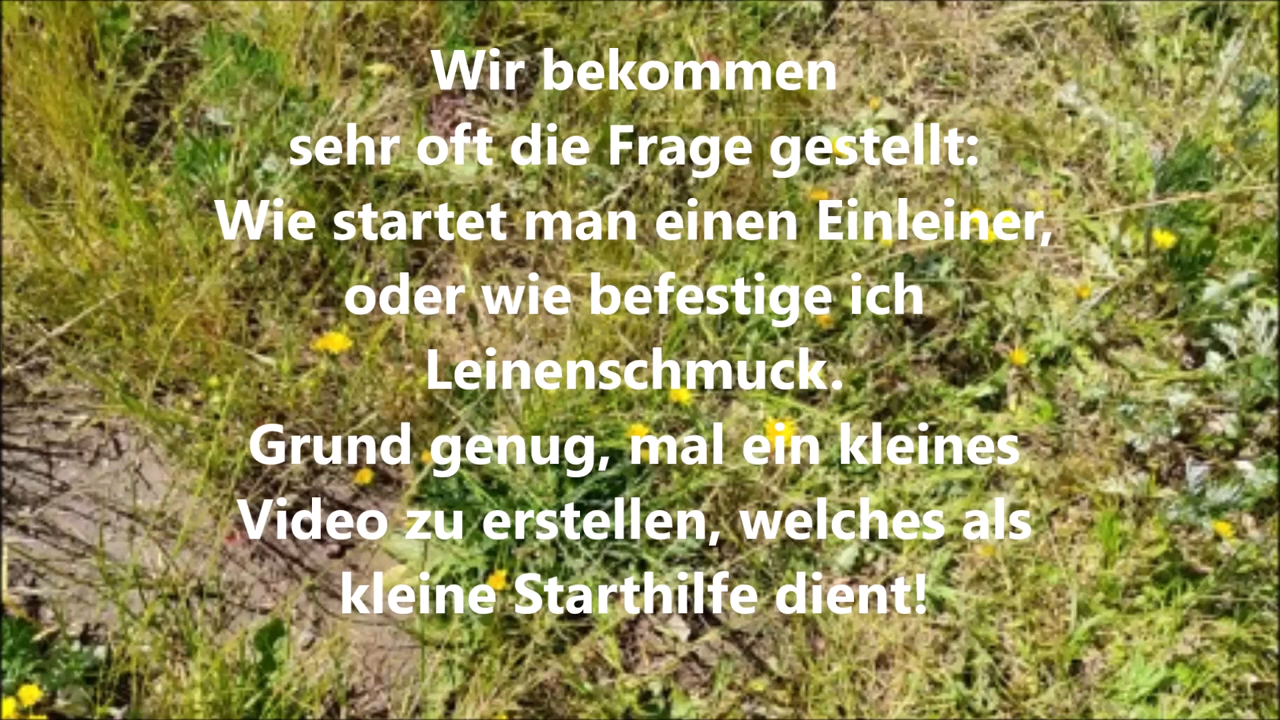 Wir bekommen
sehr oft die Frage gestellt:
Wie startet man einen Einleiner,
oder wie befestige ich
Leinenschmuck.
Grund genug, mal ein kleines
Video zu erstellen, welches als
kleine Starthilfe dient!